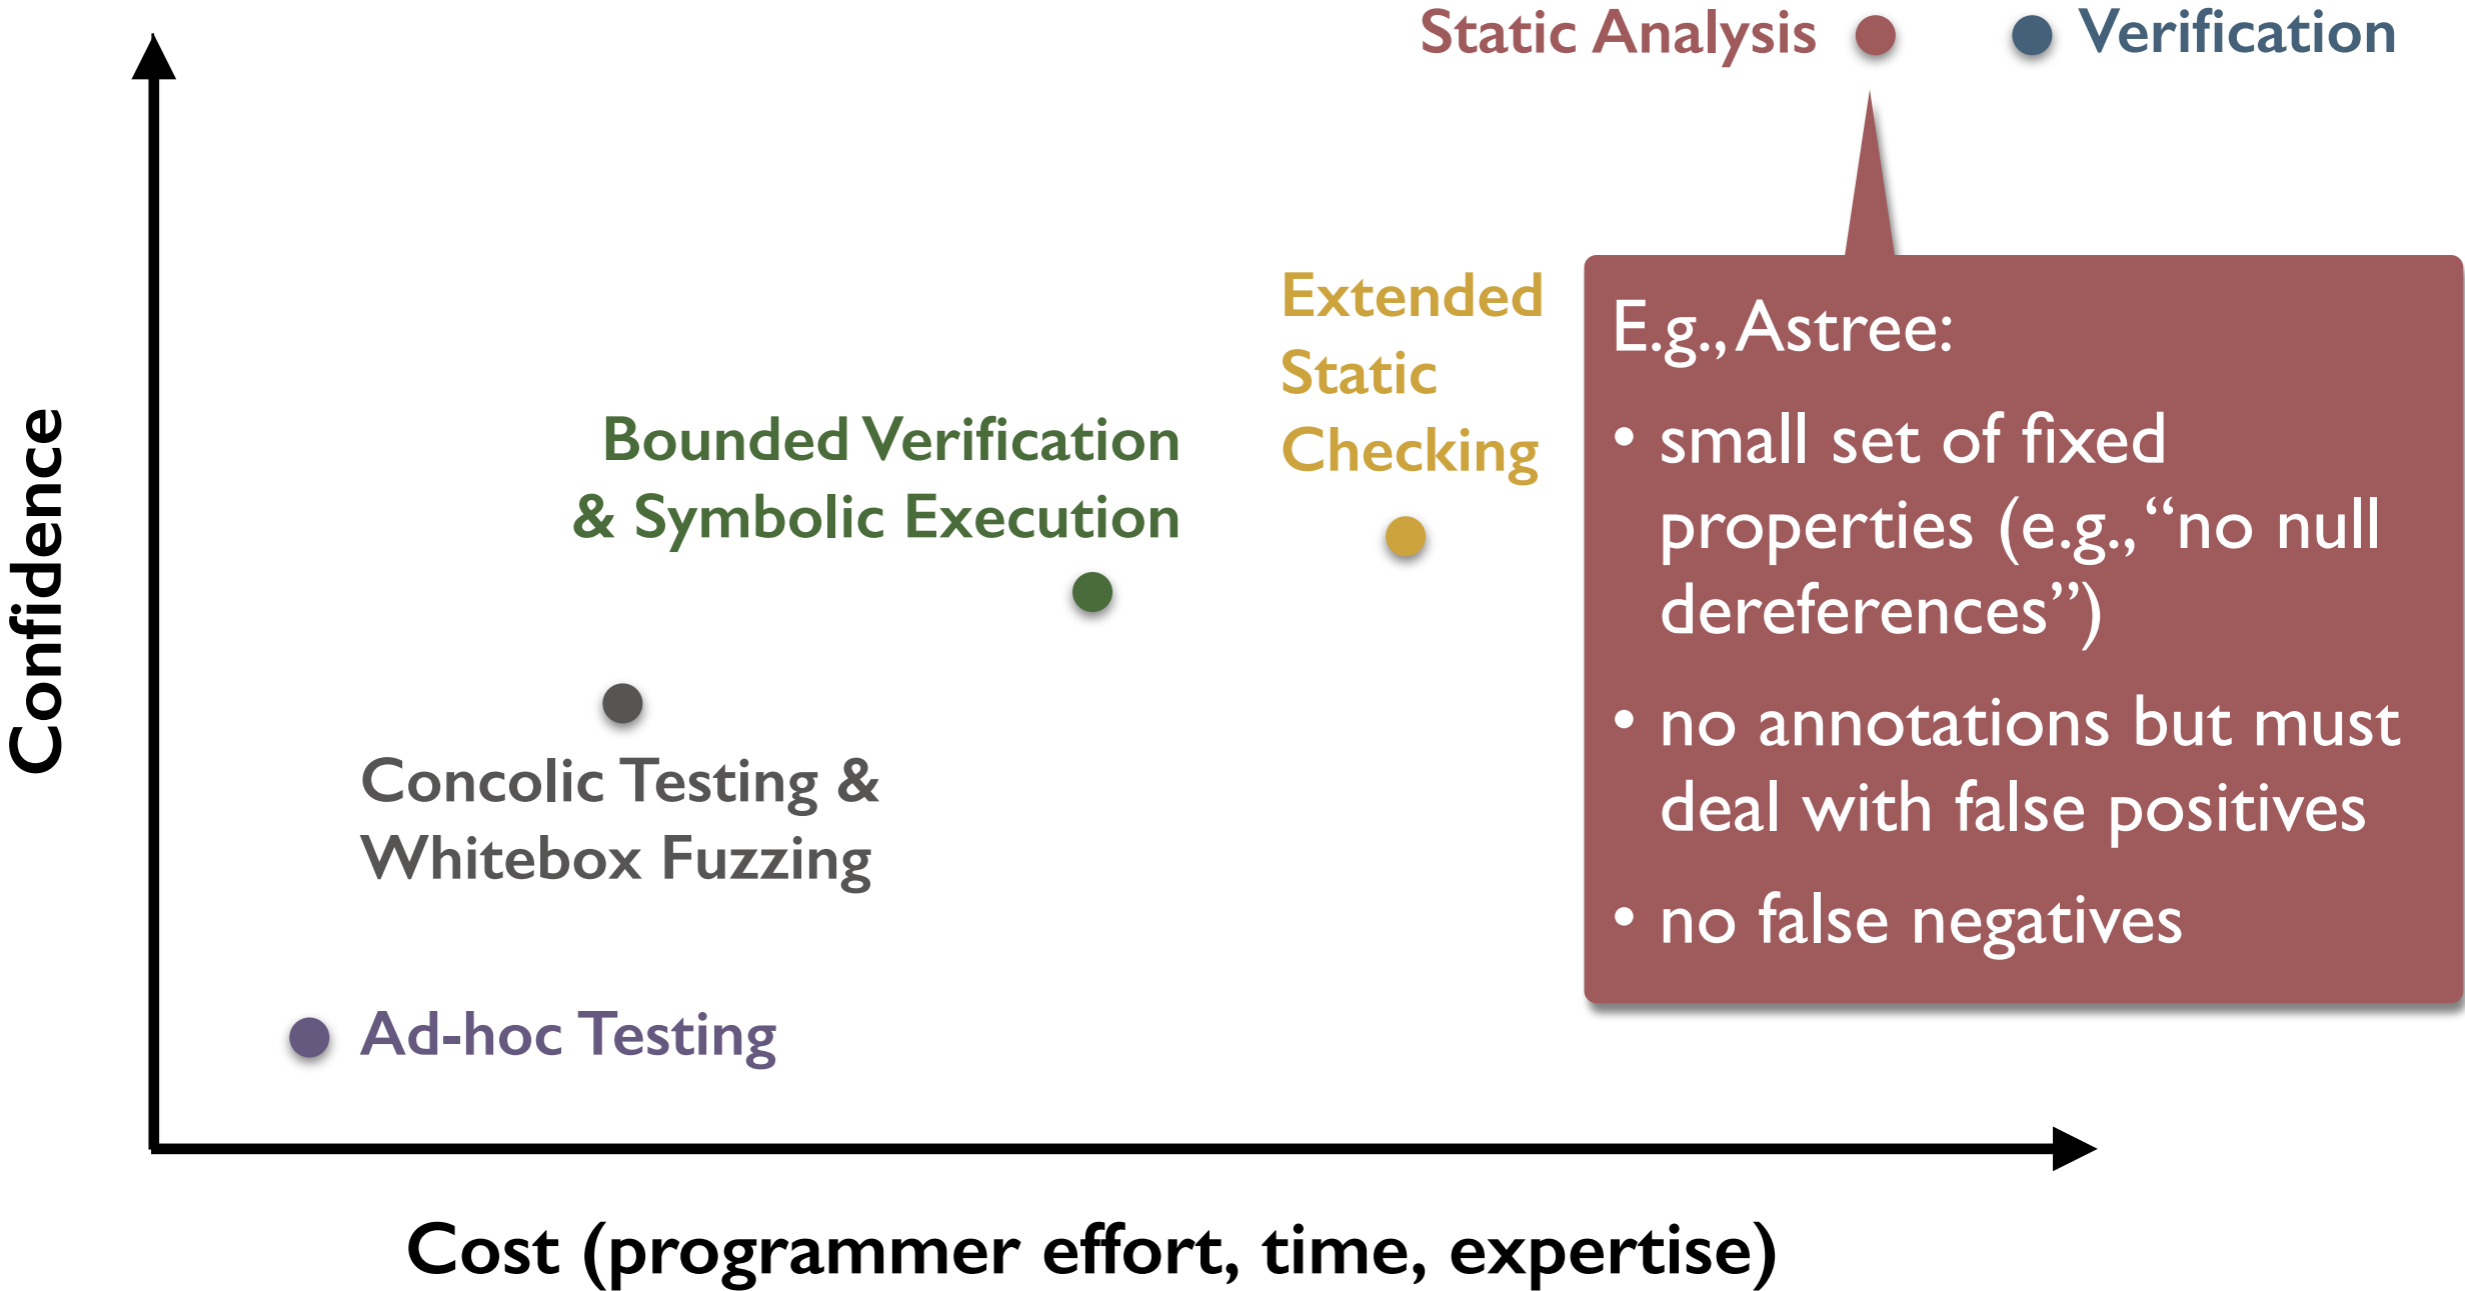 Static Analysis
Verification
Extended
Static
Checking
E.g., Astree:
• small set of fixed
properties (e.g., “no null
dereferences”)
• no annotations but must
deal with false positives
• no false negatives
Bounded Verification
& Symbolic Execution
Confidence
Concolic Testing &
Whitebox Fuzzing
Ad-hoc Testing
Cost (programmer effort, time, expertise)